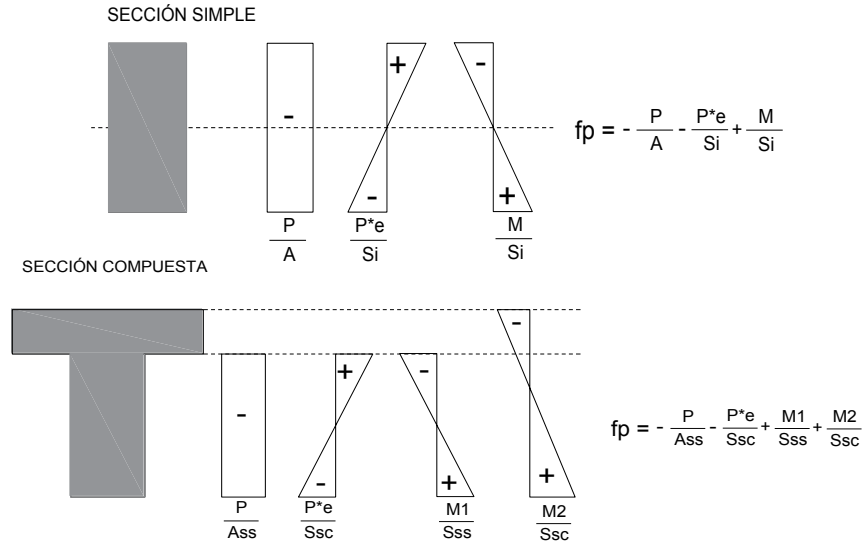 SECCIÓN SIMPLE
+
-
-
fp = - P/A - P*e/Si + M/Si
-
+
P/A
P*e/Si
M/Si
SECCIÓN COMPUESTA
-
+
-
-
fp = - P/Ass - P*e/Ssc + M1/Sss + M2/Ssc
-
+
+
P/Ass
P*e/Ssc
M1/Sss
M2/Ssc